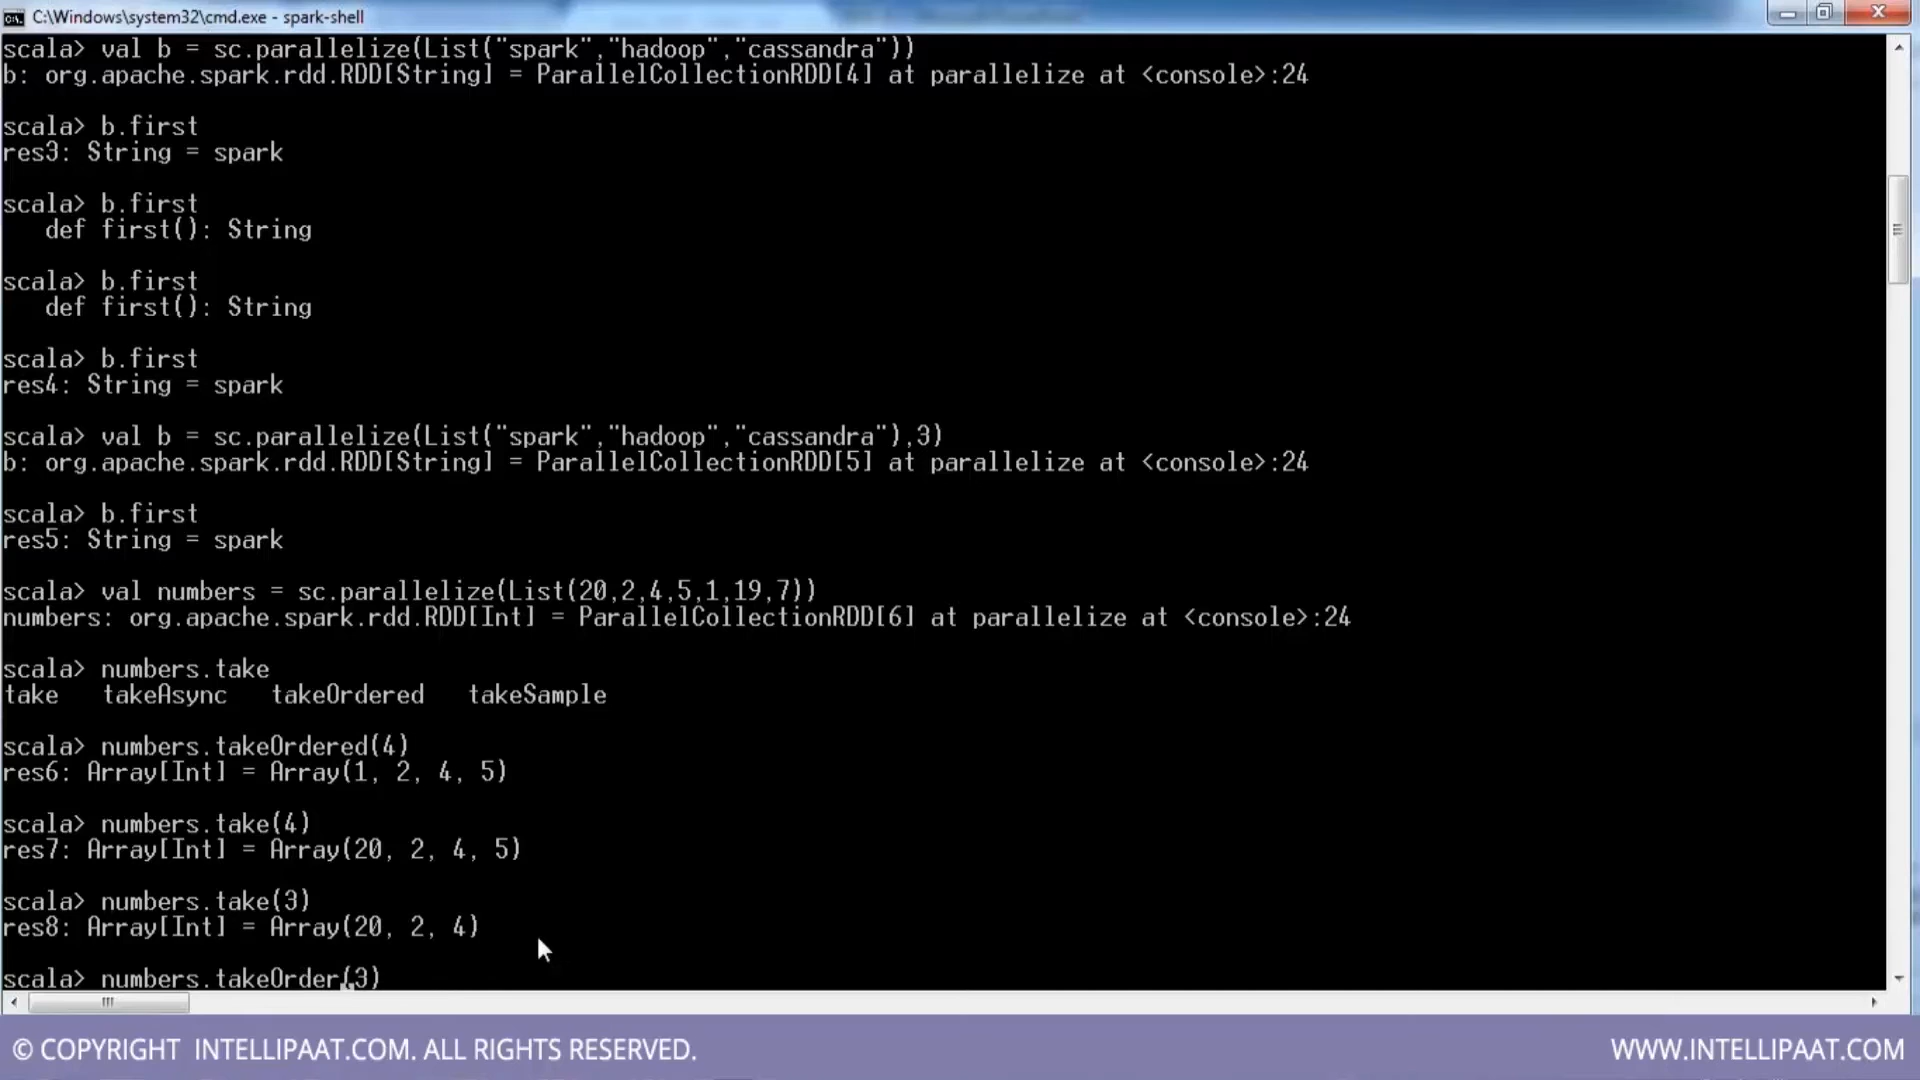 C:\Windows\system32\cmd.exe - spark-shell
scala> val b = sc.parallelize(List("spark","hadoop","cassandra"))
b: org.apache.spark.rdd.RDD[String] = ParallelCollectionRDD[4] at parallelize at <console>:24
scala> b.first
res3: String = spark
scala> b.first
def first(): String
scala> b.first
def first(): String
scala> b.first
res4: String = spark
scala> val b = sc.parallelize(List("spark","hadoop","cassandra"),3)
b: org.apache.spark.rdd.RDD[String] = ParallelCollectionRDD[5] at parallelize at <console>:24
scala> b.first
res5: String = spark
scala> val numbers = sc.parallelize(List(20,2,4,5,1,19,7))
numbers: org.apache.spark.rdd.RDD[Int] = ParallelCollectionRDD[6] at parallelize at <console>:24
scala> numbers.take
take takeAsync takeOrdered takeSample
scala> numbers.takeOrdered(4)
res6: Array[Int] = Array(1, 2, 4, 5)
scala> numbers.take(4)
res7: Array[Int] = Array(20, 2, 4, 5)
scala> numbers.take(3)
res8: Array[Int] = Array(20, 2, 4)
scala> numbers.takeOrder(3)
© COPYRIGHT INTELLIPAAT.COM. ALL RIGHTS RESERVED.
WWW.INTELLIPAAT.COM